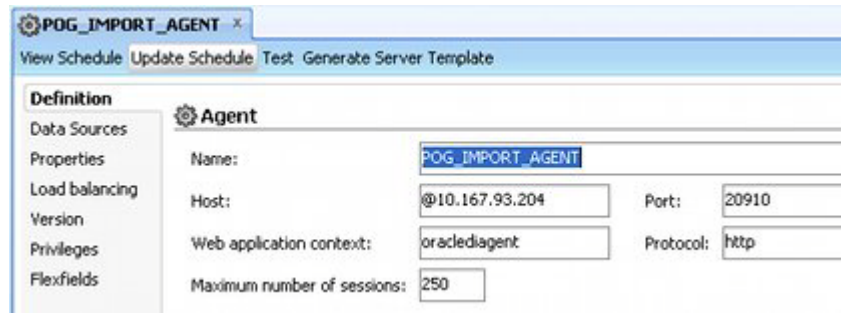 POG_IMPORT_AGENT
View Schedule Update Schedule Test Generate Server Template
Definition
Data Sources
Properties
Load balancing
Version
Privileges
Flexfields
Agent
Name: POG_IMPORT_AGENT
Host: @10.167.93.204 Port: 20910
Web application context: oraclediagent Protocol: http
Maximum number of sessions: 250